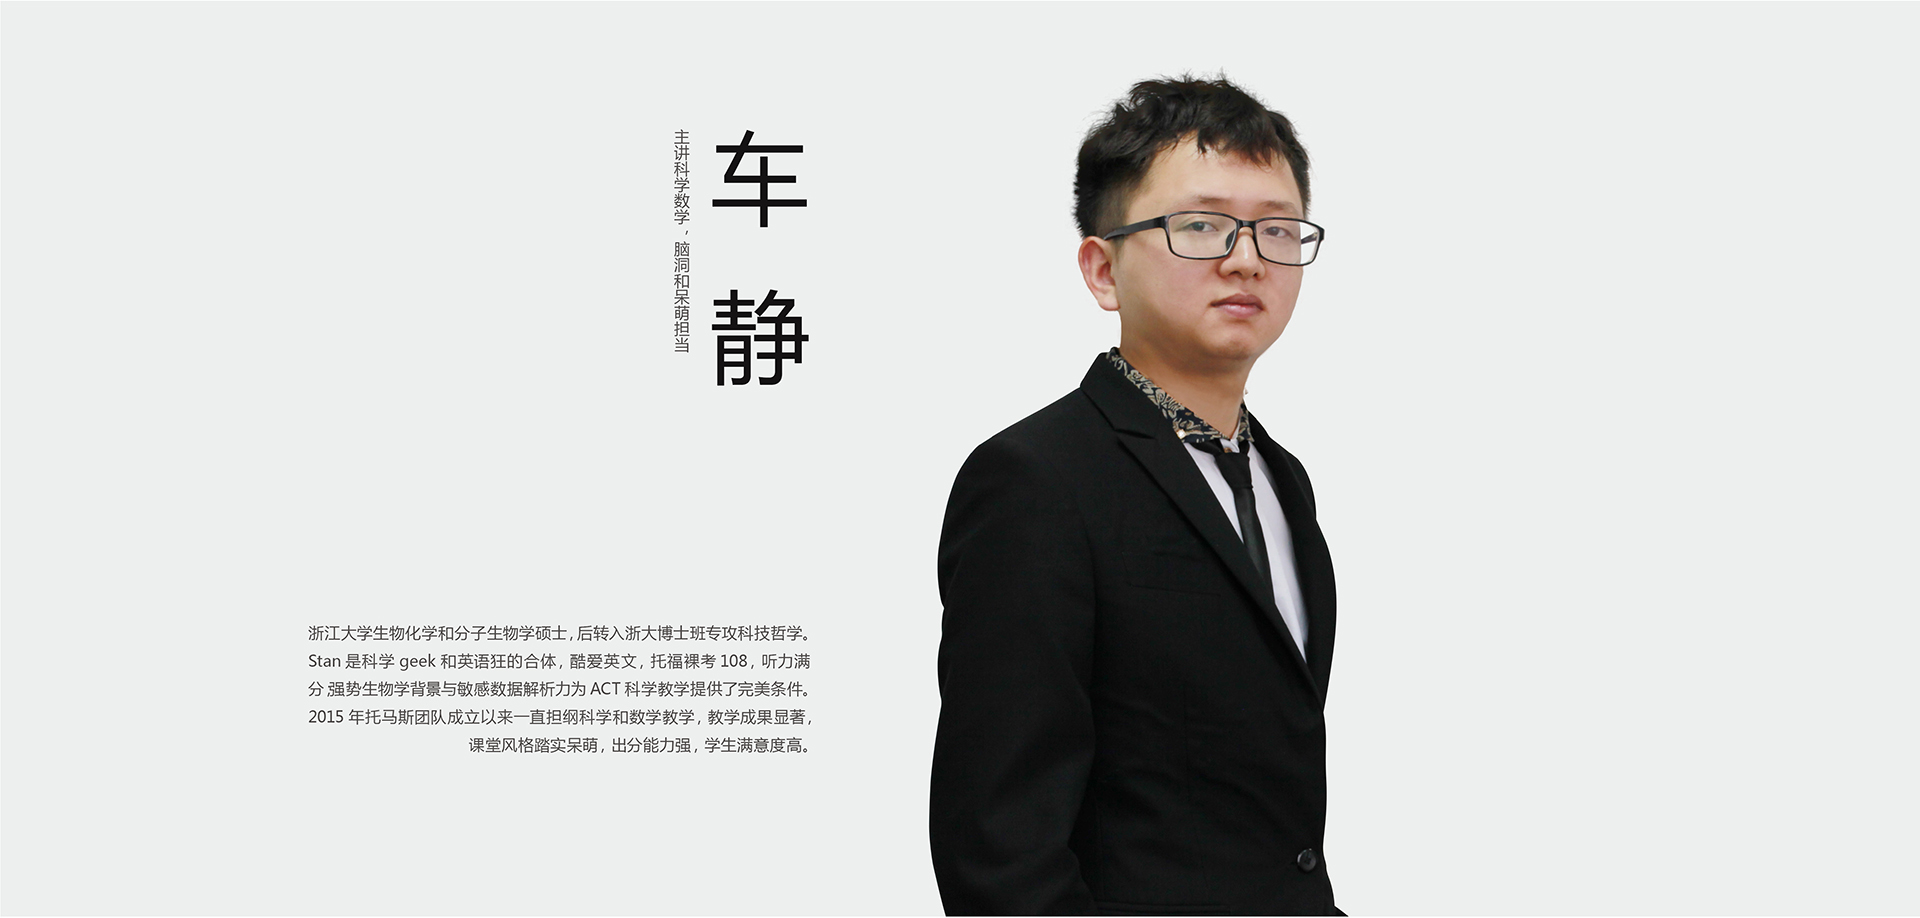 车静
主讲科学数学，脑洞和呆萌担当
浙江大学生物化学和分子生物学硕士，后转入浙大博士班专攻科技哲学。
Stan 是科学 geek 和英语狂的合体，酷爱英文，托福裸考 108，听力满
分 强势生物学背景与敏感数据解析力为 ACT 科学教学提供了完美条件。
2015 年托马斯团队成立以来一直担纲科学和数学教学，教学成果显著，
课堂风格踏实呆萌，出分能力强，学生满意度高。